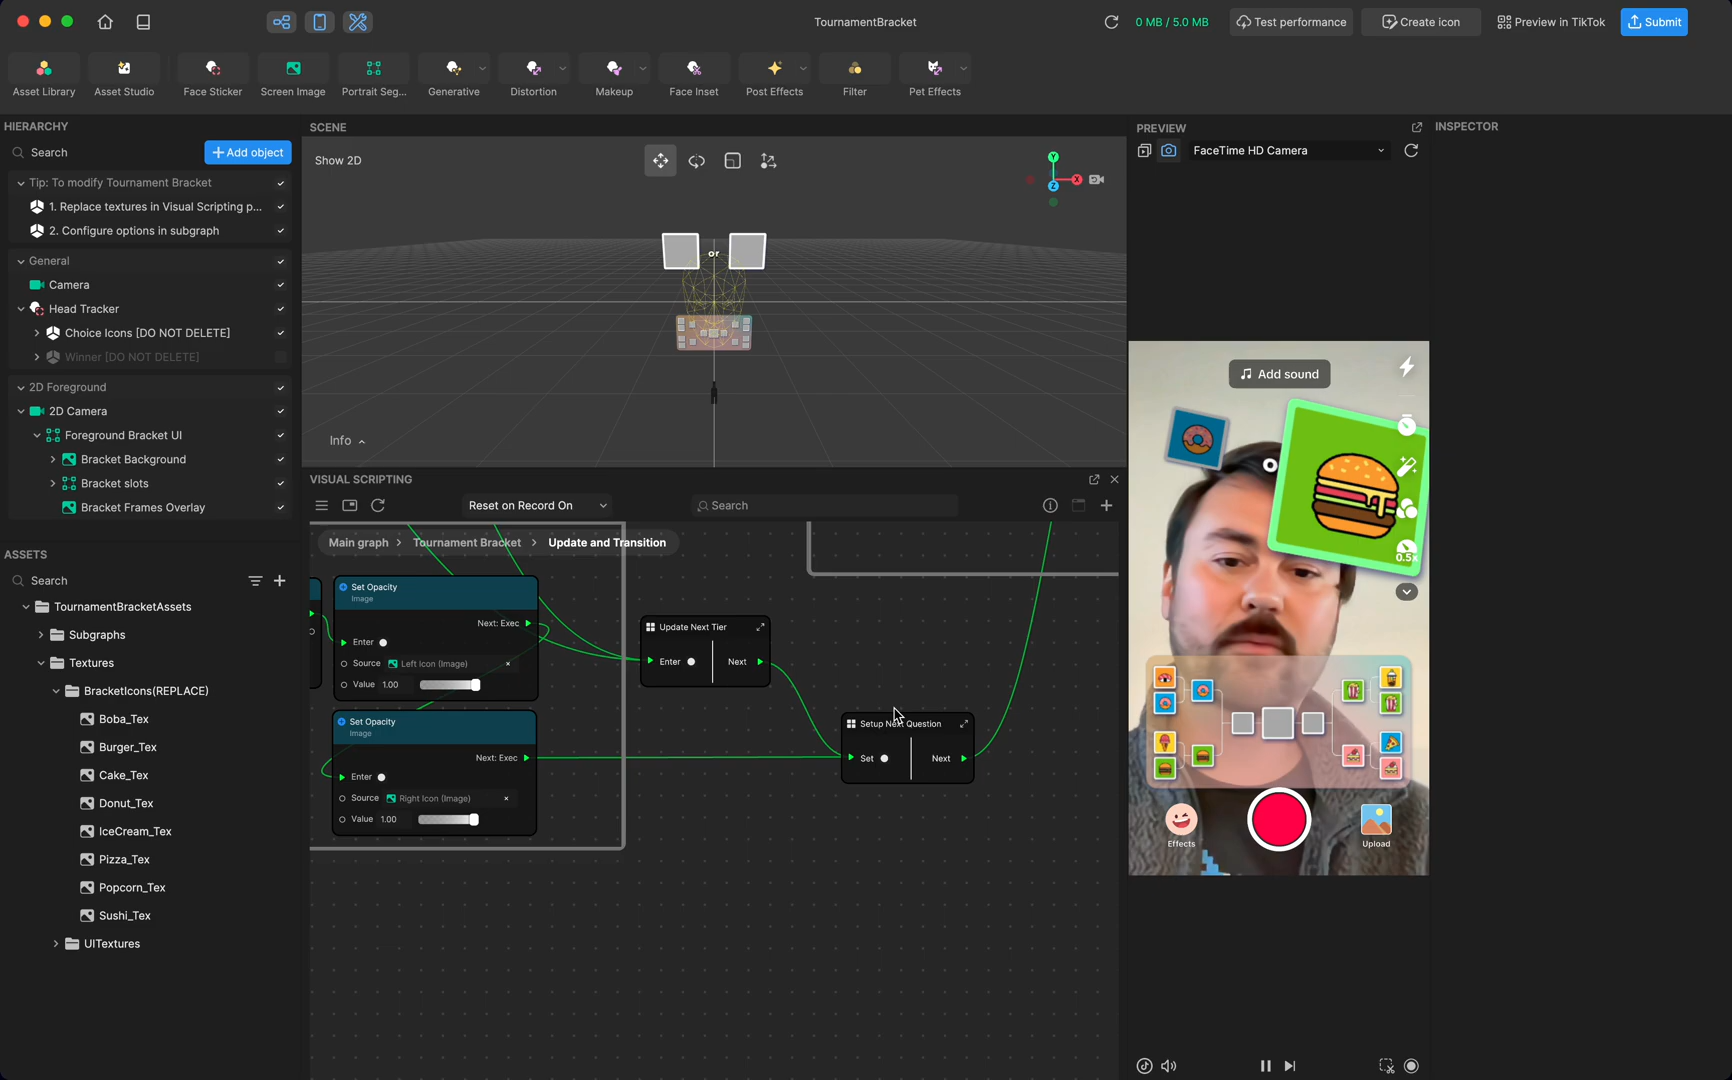 TournamentBracket
0 MB / 5.0 MB
Test performance
Create icon
Preview in TikTok
Submit
Asset Library
Asset Studio
Face Sticker
Screen Image
Portrait Seg...
Generative
Distortion
Makeup
Face Inset
Post Effects
Filter
Pet Effects
HIERARCHY
Search
+ Add object
Tip: To modify Tournament Bracket
1. Replace textures in Visual Scripting p...
2. Configure options in subgraph
General
Camera
Head Tracker
Choice Icons [DO NOT DELETE]
Winner [DO NOT DELETE]
2D Foreground
2D Camera
Foreground Bracket UI
Bracket Background
Bracket slots
Bracket Frames Overlay
ASSETS
Search
TournamentBracketAssets
Subgraphs
Textures
BracketIcons(REPLACE)
Boba_Tex
Burger_Tex
Cake_Tex
Donut_Tex
IceCream_Tex
Pizza_Tex
Popcorn_Tex
Sushi_Tex
UITextures
SCENE
Show 2D
Y
X
Z
or
Info
VISUAL SCRIPTING
Reset on Record On
Search
Main graph > Tournament Bracket > Update and Transition
Set Opacity
Image
Next: Exec
Enter
Source Left Icon (Image)
Value 1.00
Set Opacity
Image
Next: Exec
Enter
Source Right Icon (Image)
Value 1.00
Update Next Tier
Enter Next
Setup Next Question
Set Next
PREVIEW
FaceTime HD Camera
Add sound
0.5x
Effects
Upload
INSPECTOR